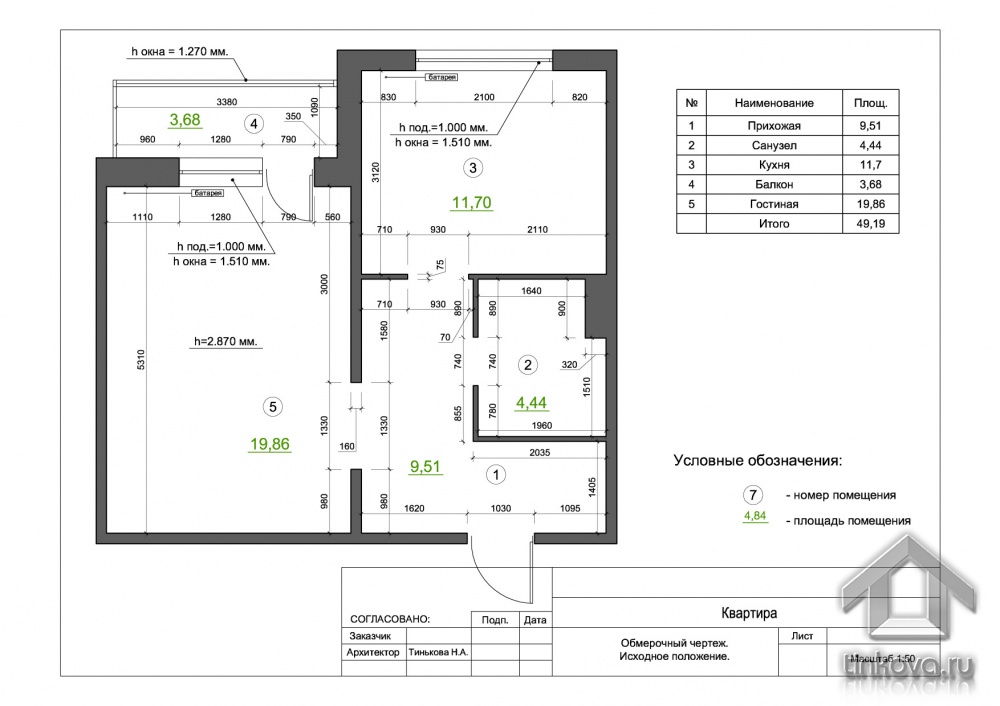 h окна = 1.270 мм.
3380
1090
3,68
4
350
960
1280
790
батарея
830
2100
820
h под.=1.000 мм.
h окна = 1.510 мм.
3120
3
11,70
710
930
2110
75
батарея
1110
1280
790
560
h под.=1.000 мм.
h окна = 1.510 мм.
3000
h=2.870 мм.
5310
5
19,86
1330
160
980
710
930
890
70
1580
740
855
1330
980
1640
890
900
740
2
320
1510
4,44
780
1960
2035
9,51
1
1405
1620
1030
1095
№ Наименование Площ.
1 Прихожая 9,51
2 Санузел 4,44
3 Кухня 11,7
4 Балкон 3,68
5 Гостиная 19,86
Итого 49,19
Условные обозначения:
7 - номер помещения
4,84 - площадь помещения
СОГЛАСОВАНО: Подп. Дата
Заказчик
Архитектор Тинькова Н.А.
Квартира
Обмерочный чертеж.
Исходное положение.
Лист
Масштаб 1:50
tinkova.ru